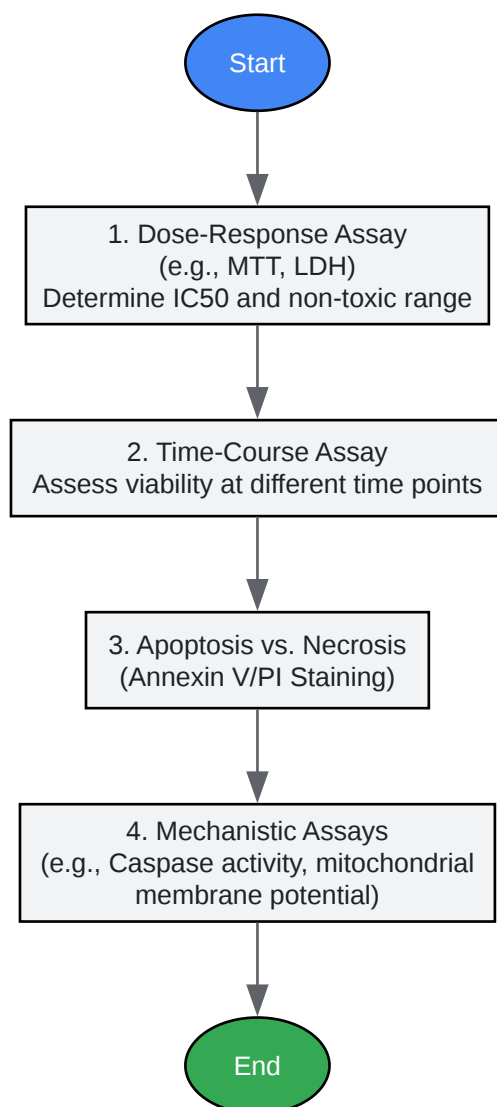 Start
1. Dose-Response Assay
(e.g., MTT, LDH)
Determine IC50 and non-toxic range
2. Time-Course Assay
Assess viability at different time points
3. Apoptosis vs. Necrosis
(Annexin V/PI Staining)
4. Mechanistic Assays
(e.g., Caspase activity, mitochondrial
membrane potential)
End